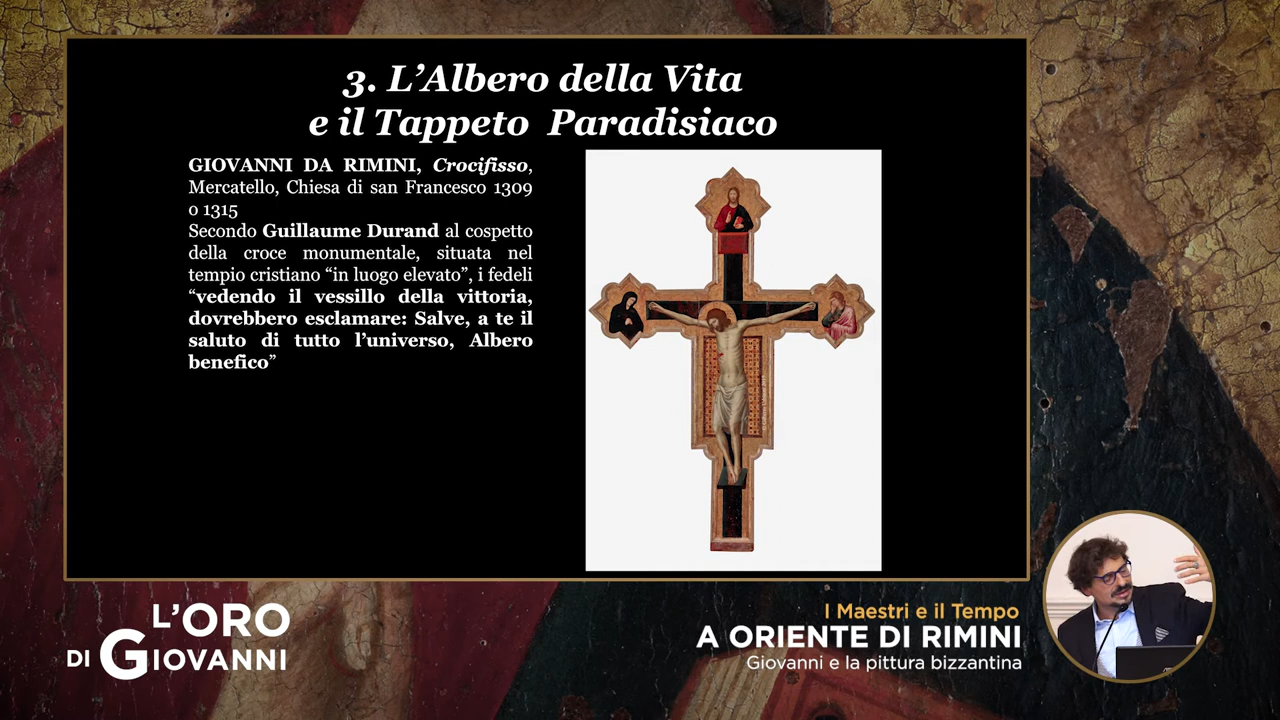 3. L’Albero della Vita
e il Tappeto Paradisiaco
GIOVANNI DA RIMINI, Crocifisso,
Mercatello, Chiesa di san Francesco 1309
o 1315
Secondo Guillaume Durand al cospetto
della croce monumentale, situata nel
tempio cristiano “in luogo elevato”, i fedeli
“vedendo il vessillo della vittoria,
dovrebbero esclamare: Salve, a te il
saluto di tutto l’universo, Albero
benefico”
L’ORO
DI GIOVANNI
I Maestri e il Tempo
A ORIENTE DI RIMINI
Giovanni e la pittura bizzantina